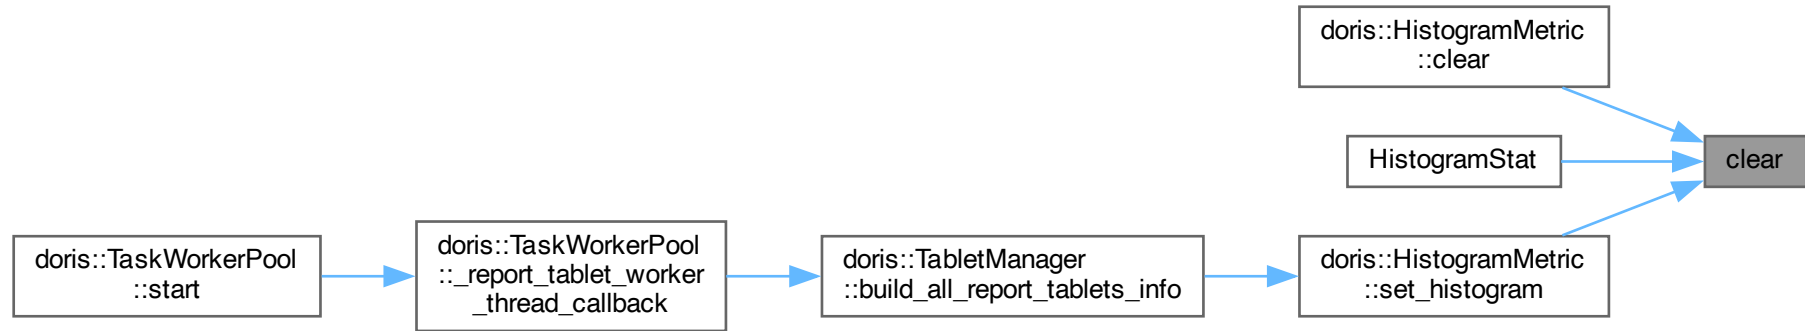 doris::HistogramMetric
::clear
HistogramStat
clear
doris::TaskWorkerPool
::start
doris::TaskWorkerPool
::_report_tablet_worker
_thread_callback
doris::TabletManager
::build_all_report_tablets_info
doris::HistogramMetric
::set_histogram